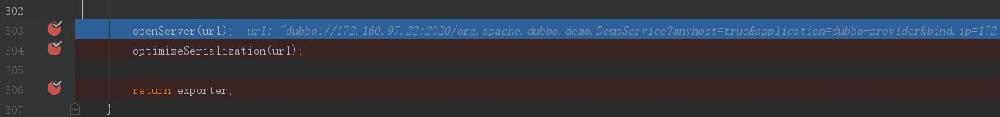 302
303 openServer(url); url: "dubbo://172.160.97.22:2020/org.apache.dubbo.demo.DemoService?anyhost=true&application=dubbo-provider&bind.ip=172.
304 optimizeSerialization(url);
305
306 return exporter;
307 }